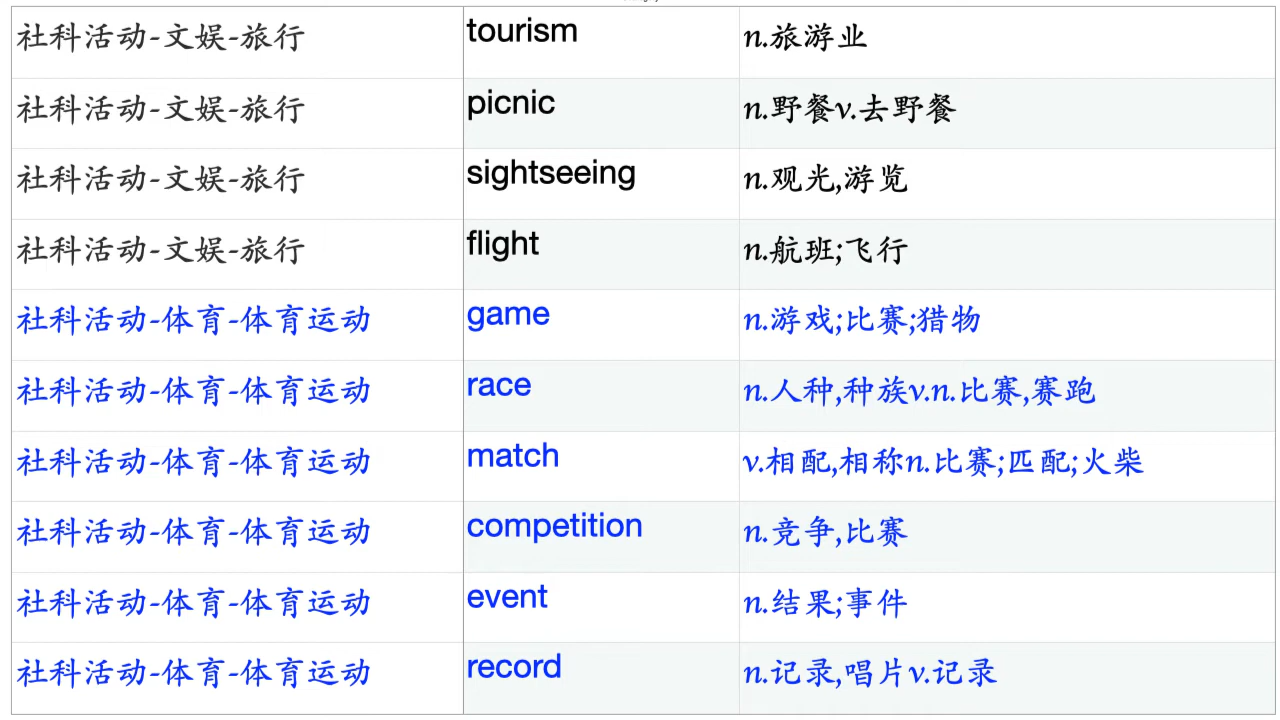 社科活动-文娱-旅行 tourism n.旅游业
社科活动-文娱-旅行 picnic n.野餐v.去野餐
社科活动-文娱-旅行 sightseeing n.观光,游览
社科活动-文娱-旅行 flight n.航班;飞行
社科活动-体育-体育运动 game n.游戏;比赛;猎物
社科活动-体育-体育运动 race n.人种,种族v.n.比赛,赛跑
社科活动-体育-体育运动 match v.相配,相称n.比赛;匹配;火柴
社科活动-体育-体育运动 competition n.竞争,比赛
社科活动-体育-体育运动 event n.结果;事件
社科活动-体育-体育运动 record n.记录,唱片v.记录